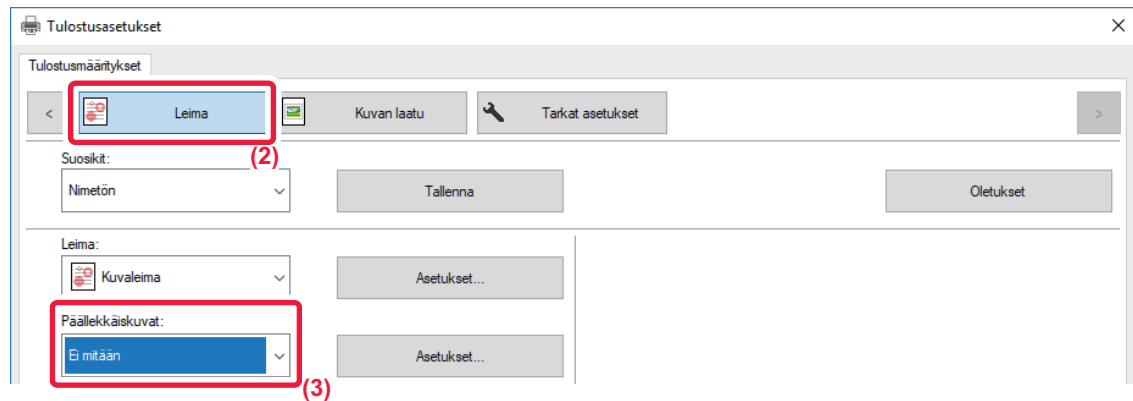 Tulostusasetukset
Tulostusmääritykset
< Leima Kuvan laatu Tarkat asetukset >
(2)
Suosikit:
Nimetön Tallenna Oletukset
Leima:
Kuvaleima Asetukset...
Päällekkäiskuvat:
Ei mitään Asetukset...
(3)